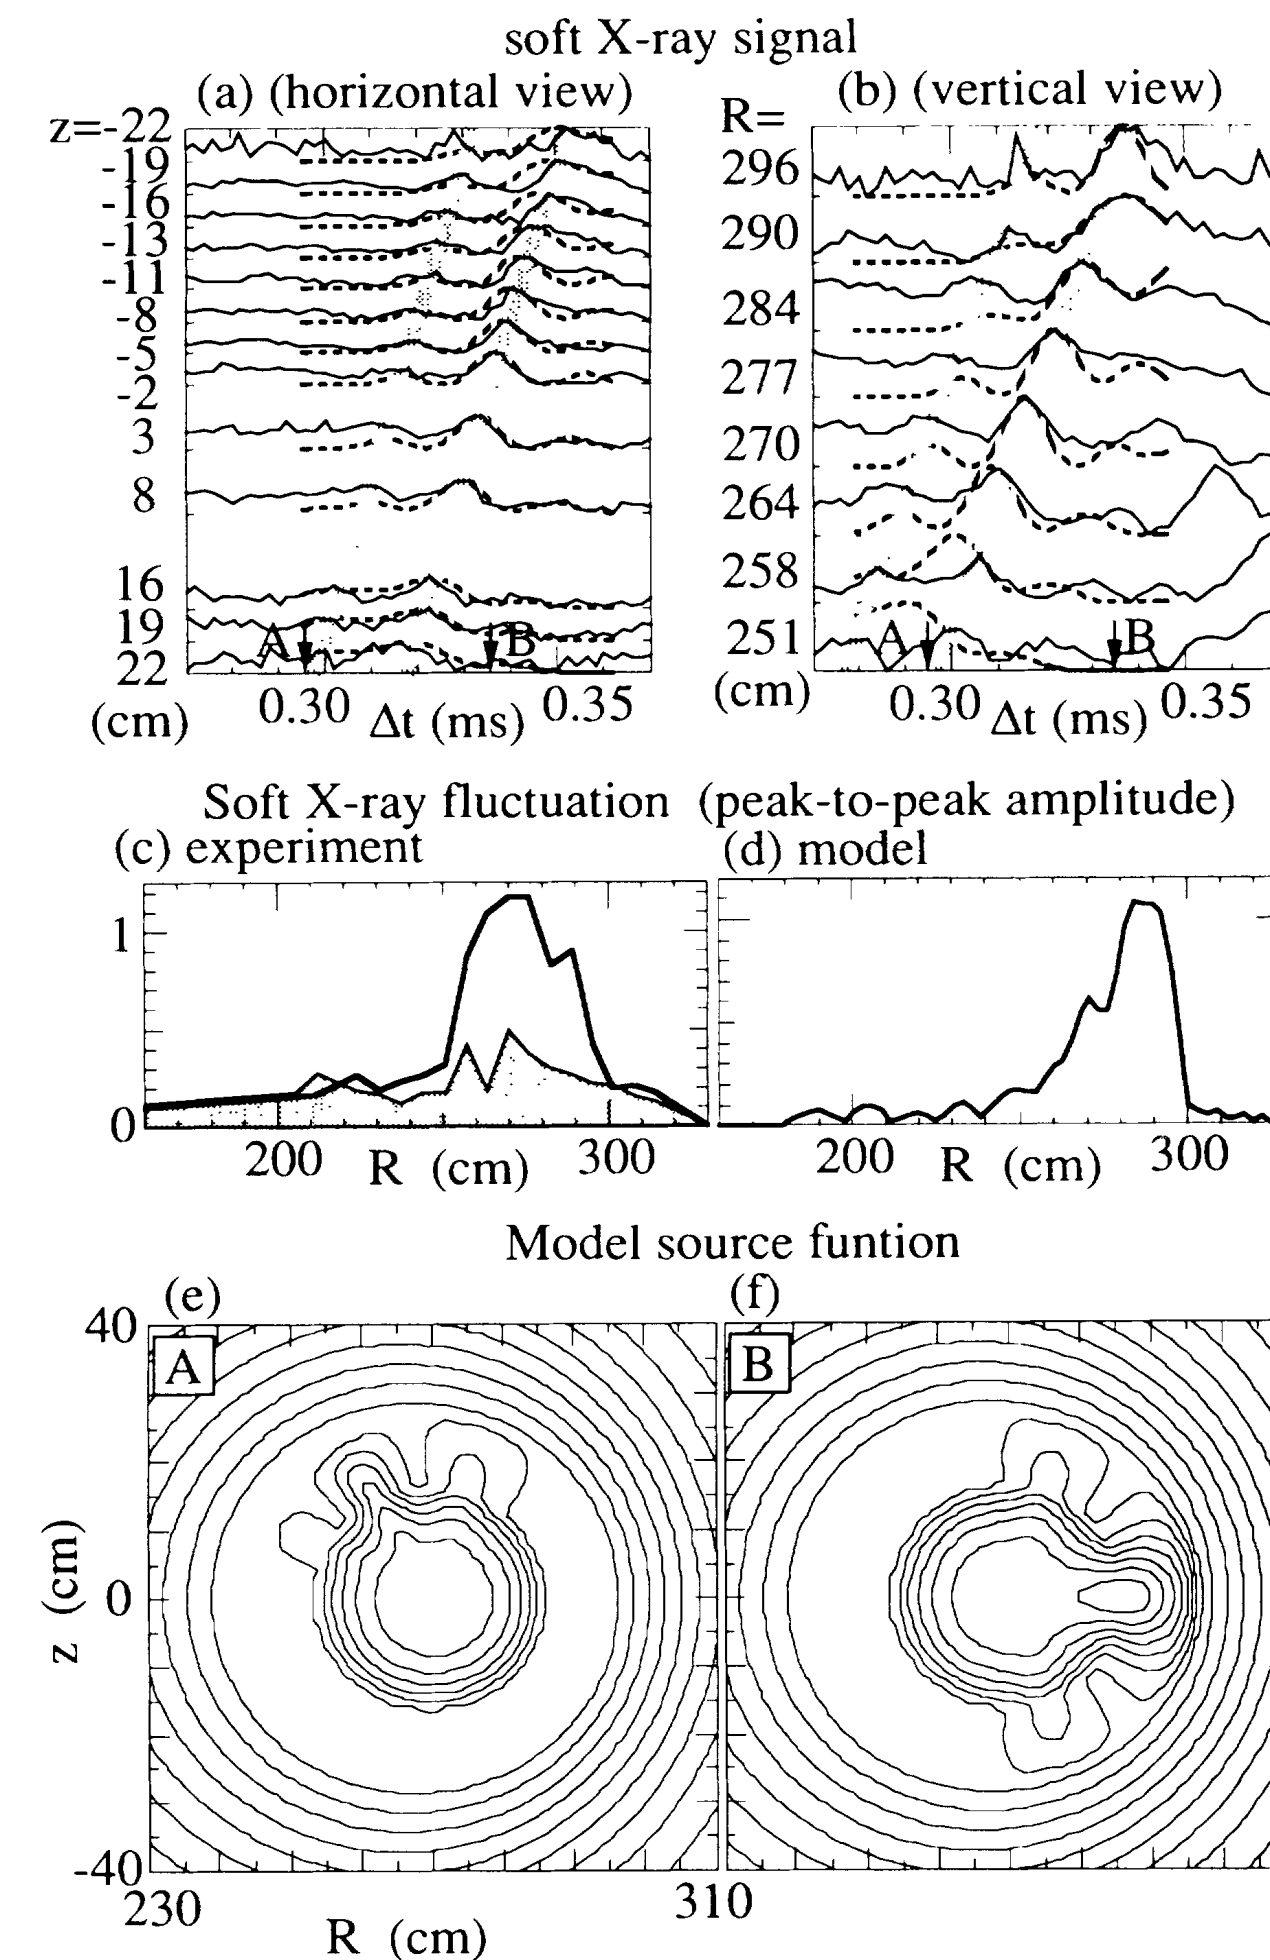 soft X-ray signal
(a) (horizontal view)
(b) (vertical view)
z=-22
-19
-16
-13
-11
-8
-5
-2
3
8
16
19
22
(cm)
A
B
0.30
Δt (ms)
0.35
R=
296
290
284
277
270
264
258
251
(cm)
A
B
0.30
Δt (ms)
0.35
Soft X-ray fluctuation (peak-to-peak amplitude)
(c) experiment
(d) model
1
0
200
R (cm)
300
200
R (cm)
300
Model source funtion
(e)
(f)
40
A
B
z (cm)
0
-40
230
310
R (cm)